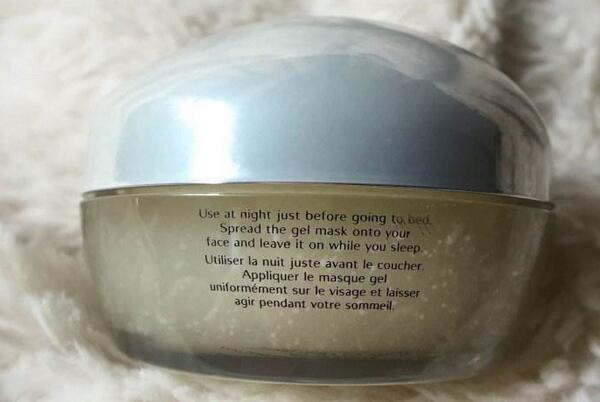 Use at night just before going to bed.
Spread the gel mask onto your
face and leave it on while you sleep.
Utiliser la nuit juste avant le coucher.
Appliquer le masque gel
uniformément sur le visage et laisser
agir pendant votre sommeil.